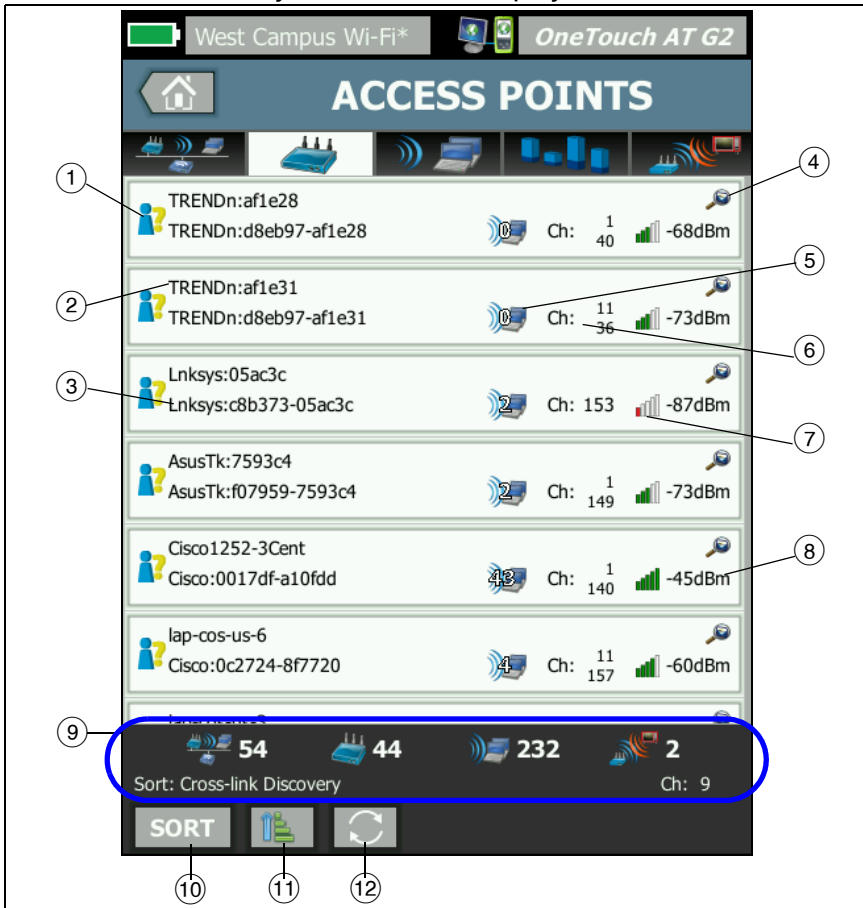 West Campus Wi-Fi*
OneTouch AT G2
ACCESS POINTS
1
4
TRENDn:af1e28
TRENDn:d8eb97-af1e28
0
Ch: 1
40
-68dBm
5
2
TRENDn:af1e31
TRENDn:d8eb97-af1e31
0
Ch: 11
36
-73dBm
6
3
Lnksys:05ac3c
Lnksys:c8b373-05ac3c
2
Ch: 153
-87dBm
7
AsusTk:7593c4
AsusTk:f07959-7593c4
2
Ch: 1
149
-73dBm
8
Cisco1252-3Cent
Cisco:0017df-a10fdd
43
Ch: 1
140
-45dBm
lap-cos-us-6
Cisco:0c2724-8f7720
4
Ch: 11
157
-60dBm
9
54
44
232
2
Sort: Cross-link Discovery
Ch: 9
SORT
10
11
12